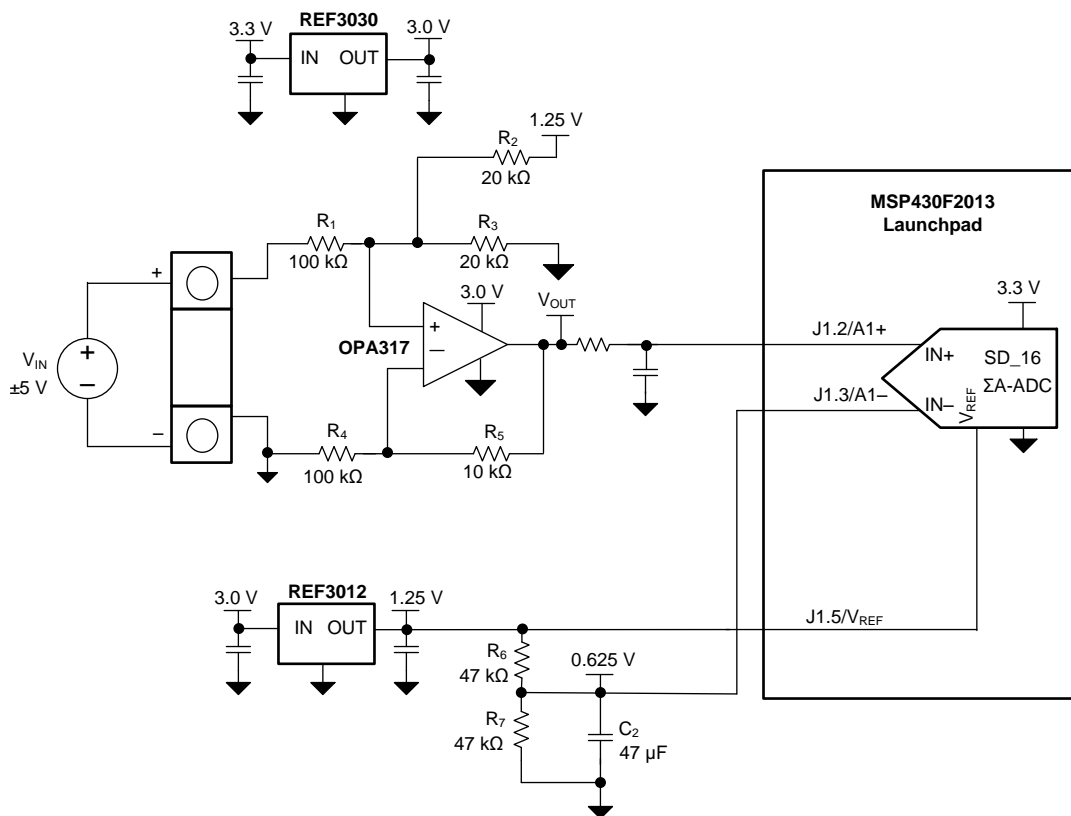 REF3030
3.3 V
3.0 V
IN
OUT
1.25 V
R2
20 kΩ
R1
100 kΩ
R3
20 kΩ
MSP430F2013
Launchpad
+
3.0 V
VOUT
3.3 V
+
−
OPA317
J1.2/A1+
IN+
SD_16
ΣA-ADC
VIN
±5 V
+
−
J1.3/A1−
IN−
VREF
−
R4
100 kΩ
R5
10 kΩ
REF3012
3.0 V
1.25 V
IN
OUT
J1.5/VREF
R6
47 kΩ
0.625 V
R7
47 kΩ
C2
47 µF